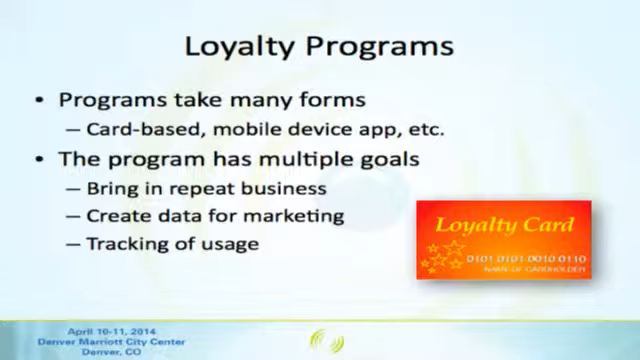 Loyalty Programs
• Programs take many forms
– Card-based, mobile device app, etc.
• The program has multiple goals
– Bring in repeat business
– Create data for marketing
– Tracking of usage
Loyalty Card
0101 0101 0010 0110
NAME OF CARDHOLDER
April 10-11, 2014
Denver Marriott City Center
Denver, CO